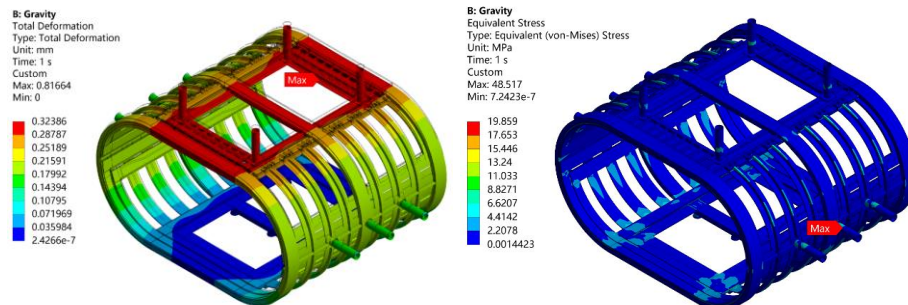 B: Gravity
Total Deformation
Type: Total Deformation
Unit: mm
Time: 1 s
Custom
Max: 0.81664
Min: 0
0.32386
0.28787
0.25189
0.21591
0.17992
0.14394
0.10795
0.071969
0.035984
2.4266e-7
Max
B: Gravity
Equivalent Stress
Type: Equivalent (von-Mises) Stress
Unit: MPa
Time: 1 s
Custom
Max: 48.517
Min: 7.2423e-7
19.859
17.653
15.446
13.24
11.033
8.8271
6.6207
4.4142
2.2078
0.0014423
Max